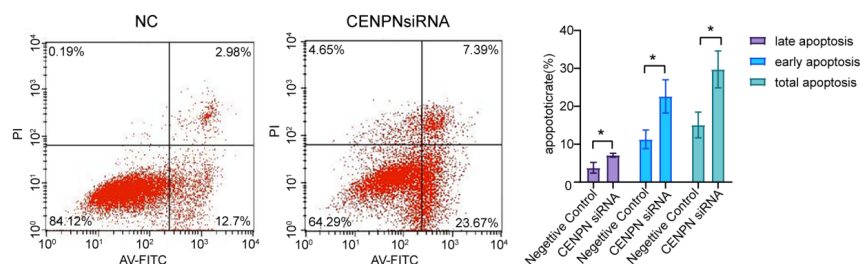 NC
0.19%
2.98%
84.12%
12.7%
10⁴
10³
10²
10¹
10⁰
PI
10⁰ 10¹ 10² 10³ 10⁴
AV-FITC
CENPNsiRNA
4.65%
7.39%
64.29%
23.67%
10⁴
10³
10²
10¹
10⁰
PI
10⁰ 10¹ 10² 10³ 10⁴
AV-FITC
apopototicrate(%)
40
30
20
10
0
*
*
*
Negettive Control
CENPN siRNA
Negettive Control
CENPN siRNA
Negettive Control
CENPN siRNA
late apoptosis
early apoptosis
total apoptosis